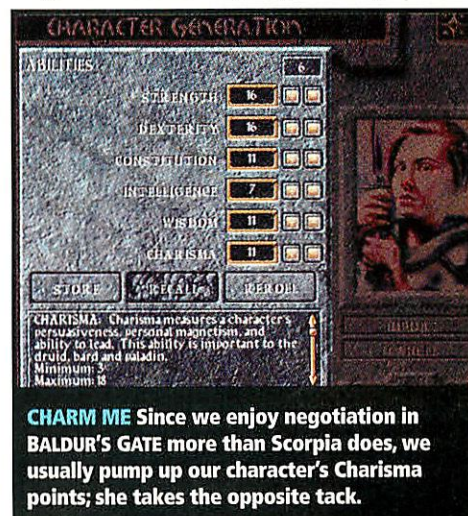 CHARACTER GENERATION
ABILITIES 6
STRENGTH 16
DEXTERITY 16
CONSTITUTION 11
INTELLIGENCE 7
WISDOM 11
CHARISMA 11
STORE RECALL REROLL
CHARISMA: Charisma measures a character's
persuasiveness, personal magnetism, and
ability to lead. This ability is important to the
druid, bard and paladin.
Minimum: 3
Maximum: 18
CHARM ME Since we enjoy negotiation in
BALDUR'S GATE more than Scorpia does, we
usually pump up our character's Charisma
points; she takes the opposite tack.